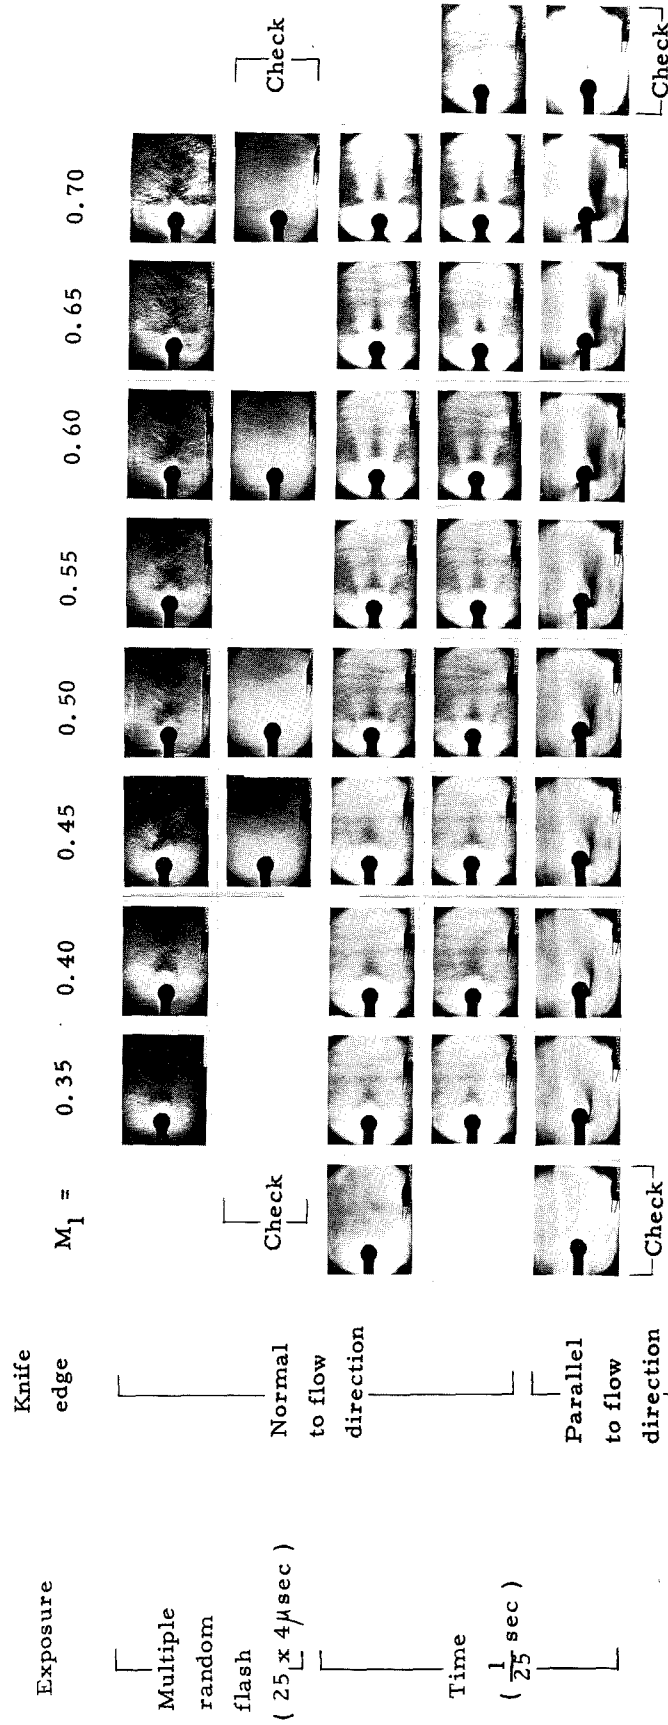 Exposure
Knife
edge
M1 =
0.35
0.40
0.45
0.50
0.55
0.60
0.65
0.70
Multiple
random
flash
( 25 x 4μsec )
Normal
to flow
direction
Check
Check
Time
( 1/25 sec )
Parallel
to flow
direction
Check
Check